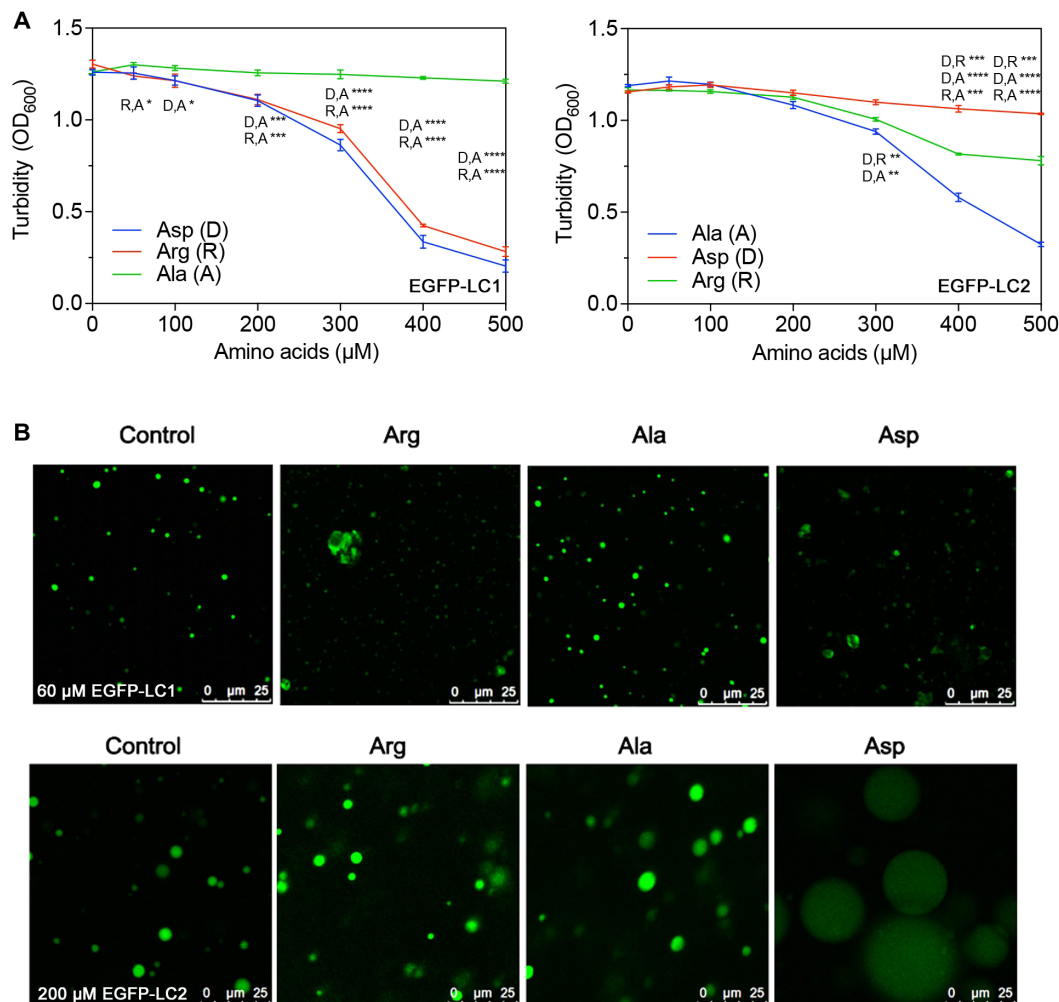 A
1.5
1.0
0.5
0.0
Turbidity (OD600)
R,A *
D,A *
D,A ***
R,A ***
D,A ****
R,A ****
D,A ****
R,A ****
D,A ****
R,A ****
Asp (D)
Arg (R)
Ala (A)
EGFP-LC1
0 100 200 300 400 500
Amino acids (µM)
1.5
1.0
0.5
0.0
Turbidity (OD600)
D,R *** D,R ***
D,A **** D,A ****
R,A *** R,A ****
D,R **
D,A **
Ala (A)
Asp (D)
Arg (R)
EGFP-LC2
0 100 200 300 400 500
Amino acids (µM)
B
Control Arg Ala Asp
60 µM EGFP-LC1
0 µm 25 0 µm 25 0 µm 25 0 µm 25
Control Arg Ala Asp
200 µM EGFP-LC2
0 µm 25 0 µm 25 0 µm 25 0 µm 25